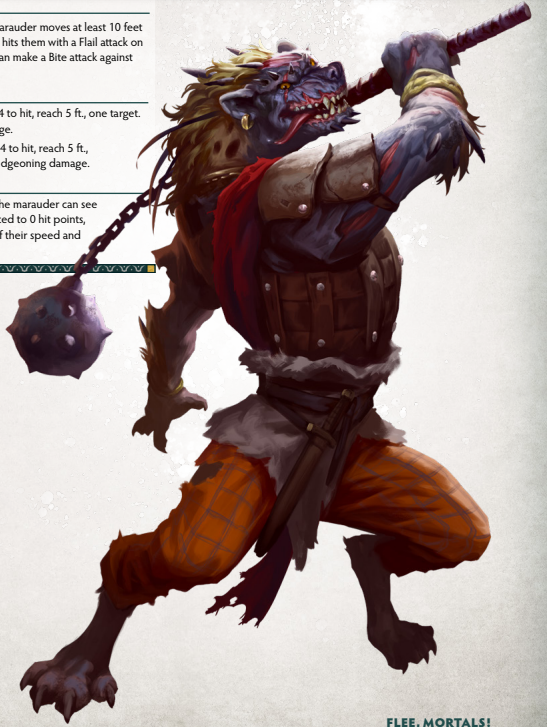 arauder moves at least 10 feet
hits them with a Flail attack on
an make a Bite attack against
4 to hit, reach 5 ft., one target.
ge.
4 to hit, reach 5 ft.,
dgeoning damage.
he marauder can see
ed to 0 hit points,
f their speed and
FLEE, MORTALS!